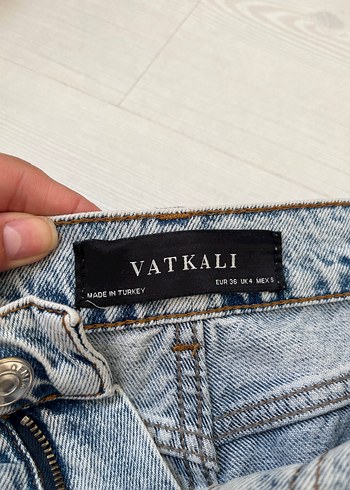 VATKALI
MADE IN TURKEY
EUR 36 UK 4 MEX S